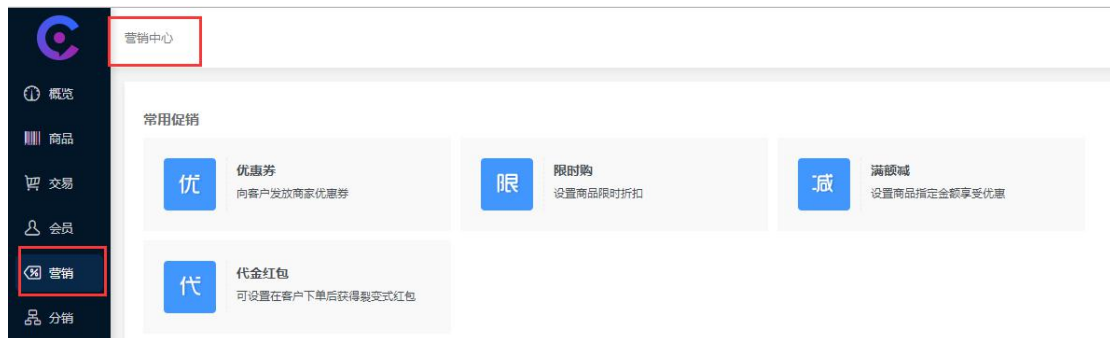 营销中心
概览
商品
交易
会员
营销
分销
常用促销
优
优惠券
向客户发放商家优惠券
限
限时购
设置商品限时折扣
减
满额减
设置商品指定金额享受优惠
代
代金红包
可设置在客户下单后获得裂变式红包